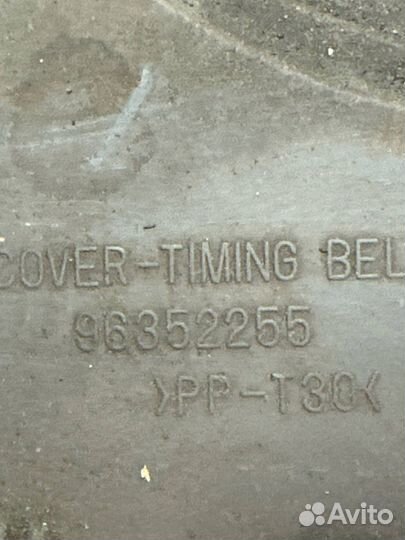 COVER-TIMING BEL
96352255
>PP-T30<
Avito